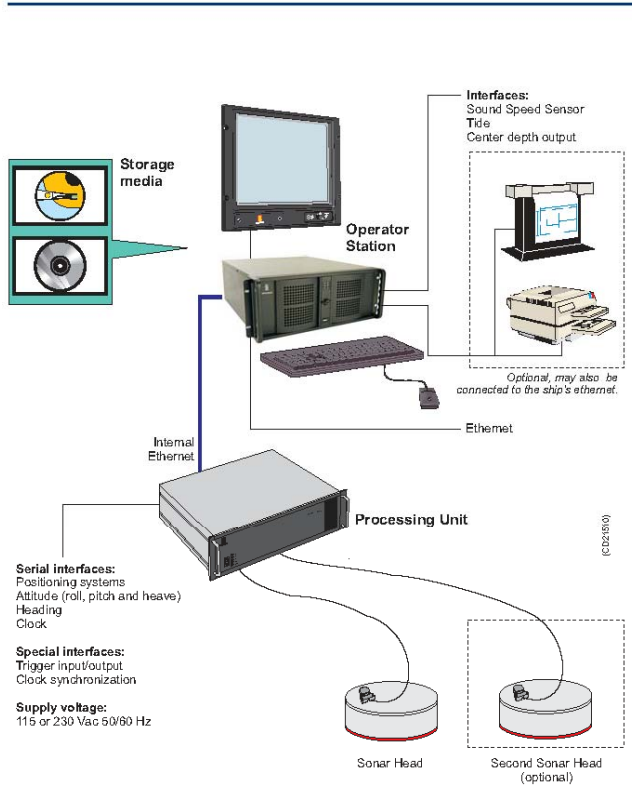 Interfaces:
Sound Speed Sensor
Tide
Center depth output
Storage
media
Operator
Station
Optional, may also be
connected to the ship's ethernet.
Ethernet
Internal
Ethernet
Processing Unit
(CD21510)
Serial interfaces:
Positioning systems
Attitude (roll, pitch and heave)
Heading
Clock
Special interfaces:
Trigger input/output
Clock synchronization
Supply voltage:
115 or 230 Vac 50/60 Hz
Sonar Head
Second Sonar Head
(optional)